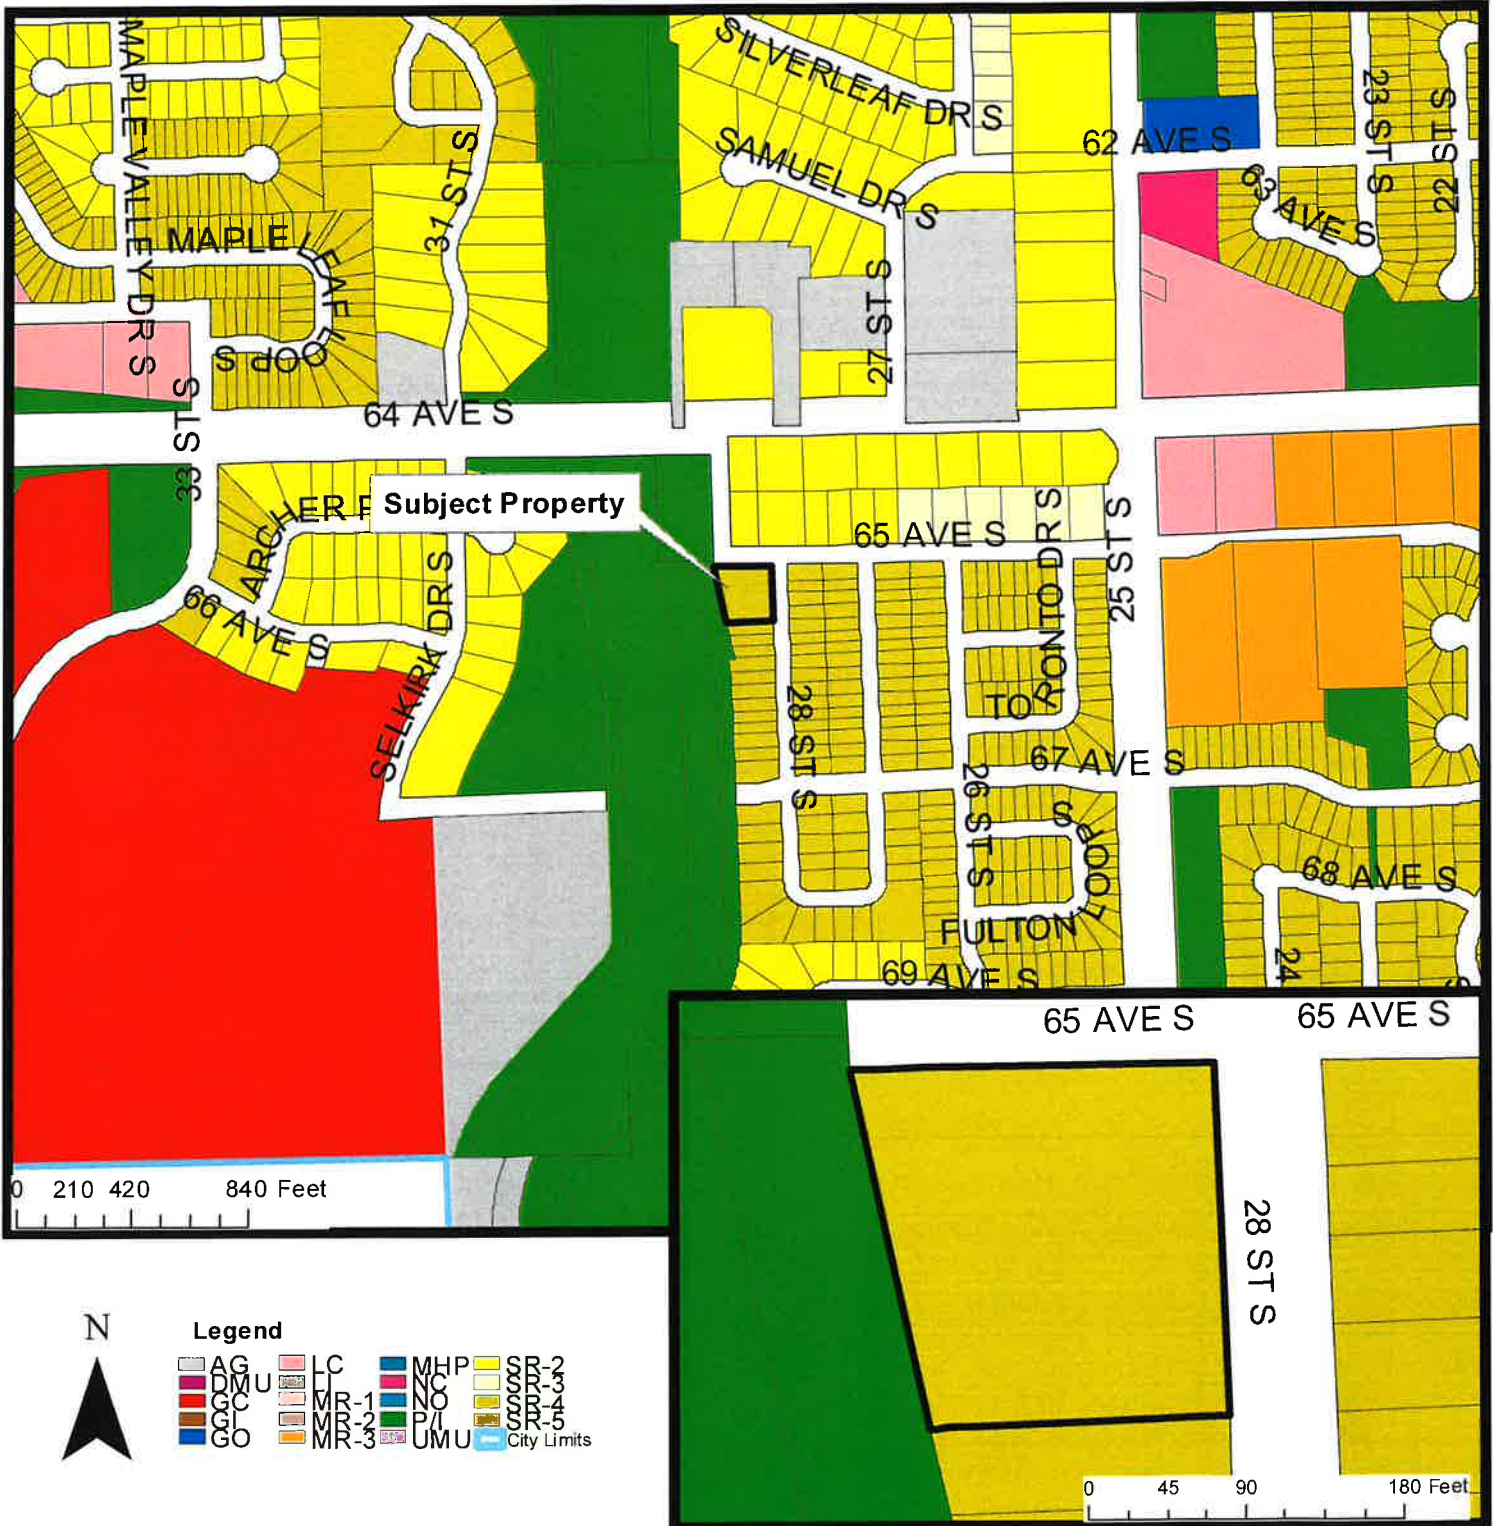 MAPLE VALLEY DR S
31 ST S
SILVERLEAF DR S
SAMUEL DR S
62 AVE S
23 ST S
22 ST S
63 AVE S
MAPLE LEAF LOOP S
27 ST S
64 AVE S
33 ST S
ARCHER
Subject Property
65 AVE S
25 ST S
66 AVE S
SELKIRK DR S
TORONTO DR S
28 ST S
67 AVE S
26 ST S
FULTON LOOP S
68 AVE S
24
69 AVE S
S
0 210 420 840 Feet
65 AVE S 65 AVE S
28 ST S
0 45 90 180 Feet
N
Legend
AG LC MHP SR-2
DMU LI NC SR-3
GC MR-1 NO SR-4
GI MR-2 P/I SR-5
GO MR-3 UMU City Limits